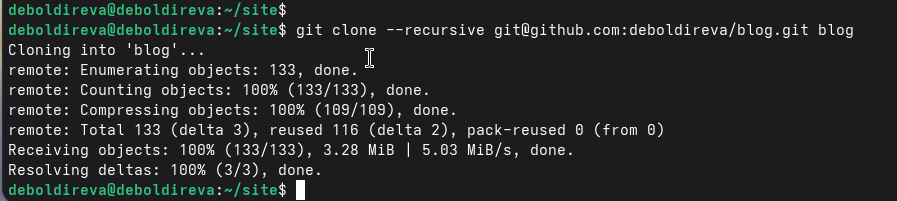 deboldireva@deboldireva:~/site$
deboldireva@deboldireva:~/site$ git clone --recursive git@github.com:deboldireva/blog.git blog
Cloning into 'blog'...
remote: Enumerating objects: 133, done.
remote: Counting objects: 100% (133/133), done.
remote: Compressing objects: 100% (109/109), done.
remote: Total 133 (delta 3), reused 116 (delta 2), pack-reused 0 (from 0)
Receiving objects: 100% (133/133), 3.28 MiB | 5.03 MiB/s, done.
Resolving deltas: 100% (3/3), done.
deboldireva@deboldireva:~/site$